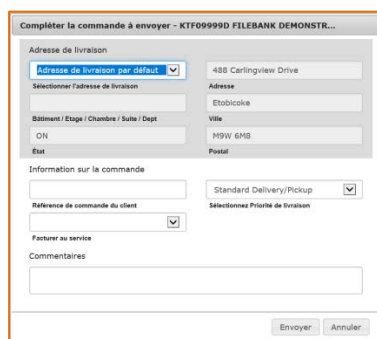 Complèter la commande à envoyer - KTF09999D FILEBANK DEMONSTR...
Adresse de livraison
Adresse de livraison par défaut
488 Carlingview Drive
Sélectionner l'adresse de livraison
Adresse
Etobicoke
Bâtiment / Etage / Chambre / Suite / Dept
Ville
ON
M9W 6M8
État
Postal
Information sur la commande
Standard Delivery/Pickup
Référence de commande du client
Sélectionnez Priorité de livraison
Facturer au service
Commentaires
Envoyer
Annuler